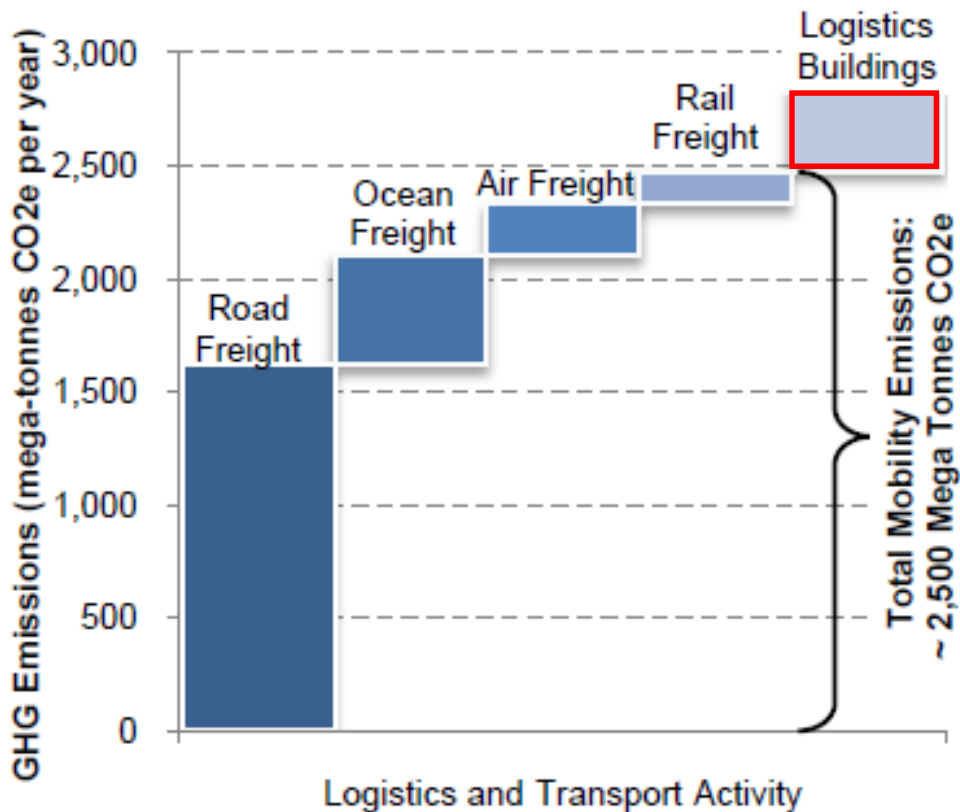 GHG Emissions (mega-tonnes CO2e per year)
3,000
2,500
2,000
1,500
1,000
500
0
Road
Freight
Ocean
Freight
Air Freight
Rail
Freight
Logistics
Buildings
Total Mobility Emissions:
~ 2,500 Mega Tonnes CO2e
Logistics and Transport Activity